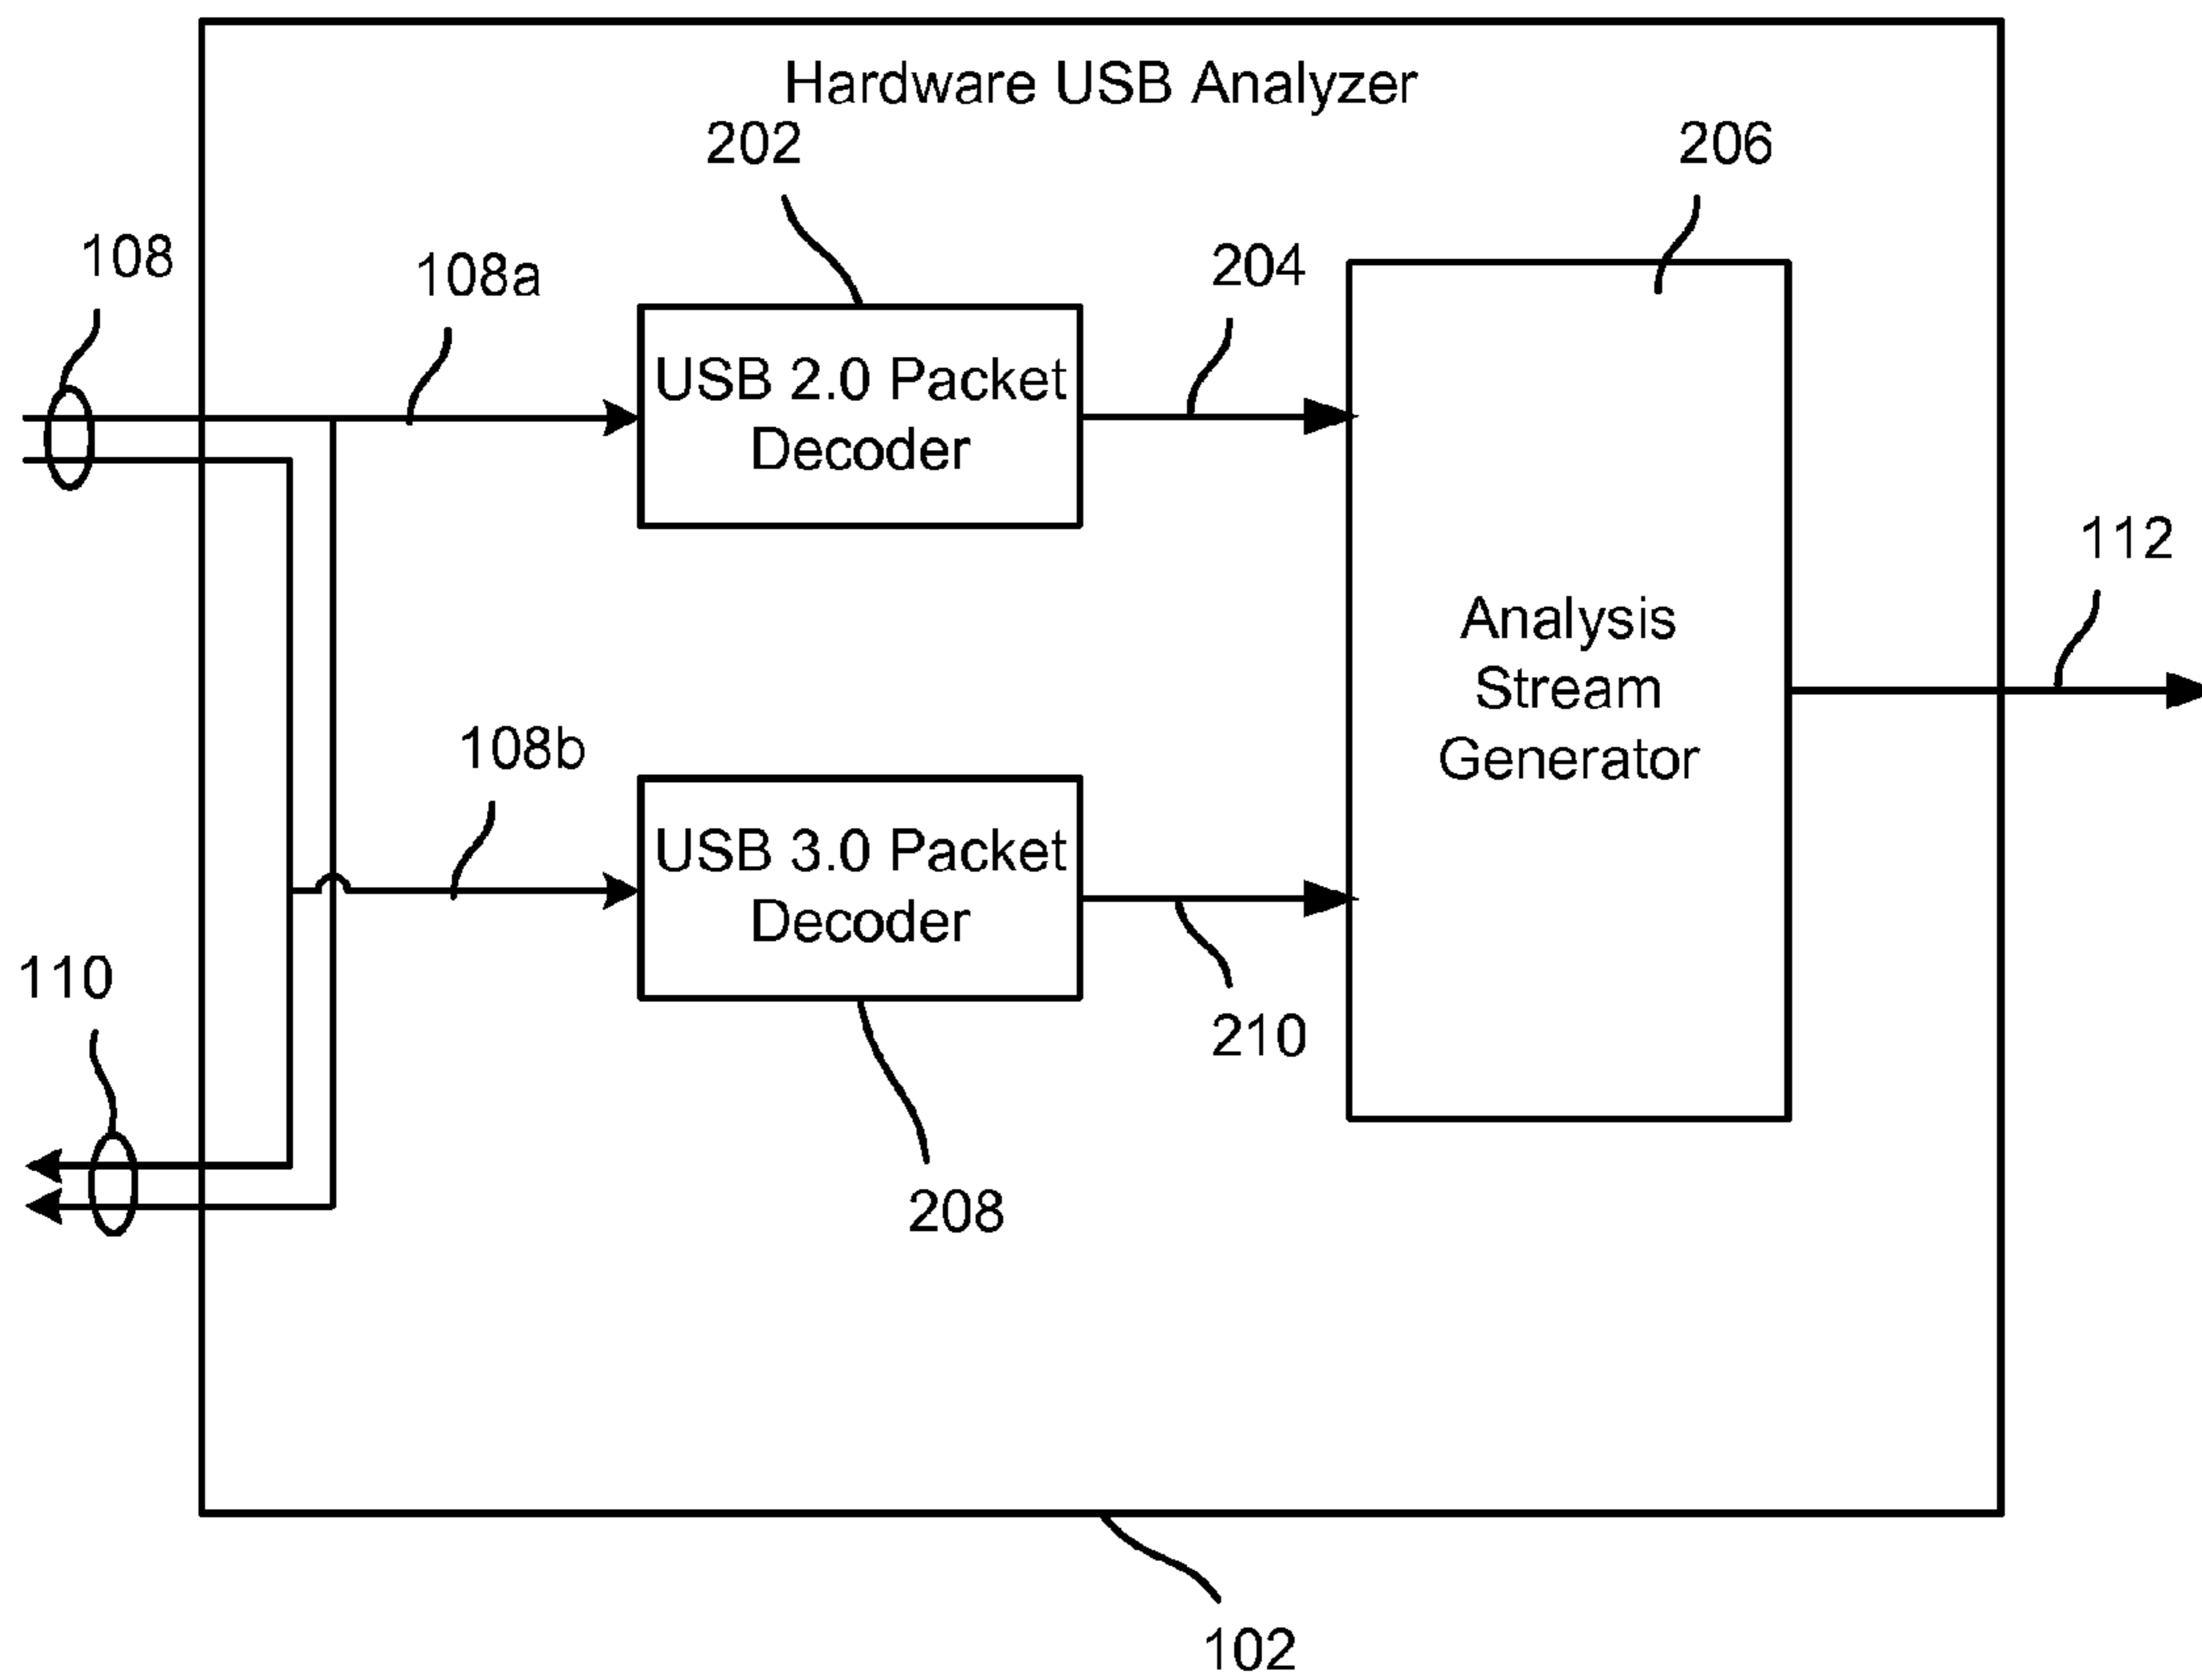 Hardware USB Analyzer
202
206
108
108a
204
USB 2.0 Packet
Decoder
112
Analysis
Stream
Generator
108b
USB 3.0 Packet
Decoder
110
210
208
102